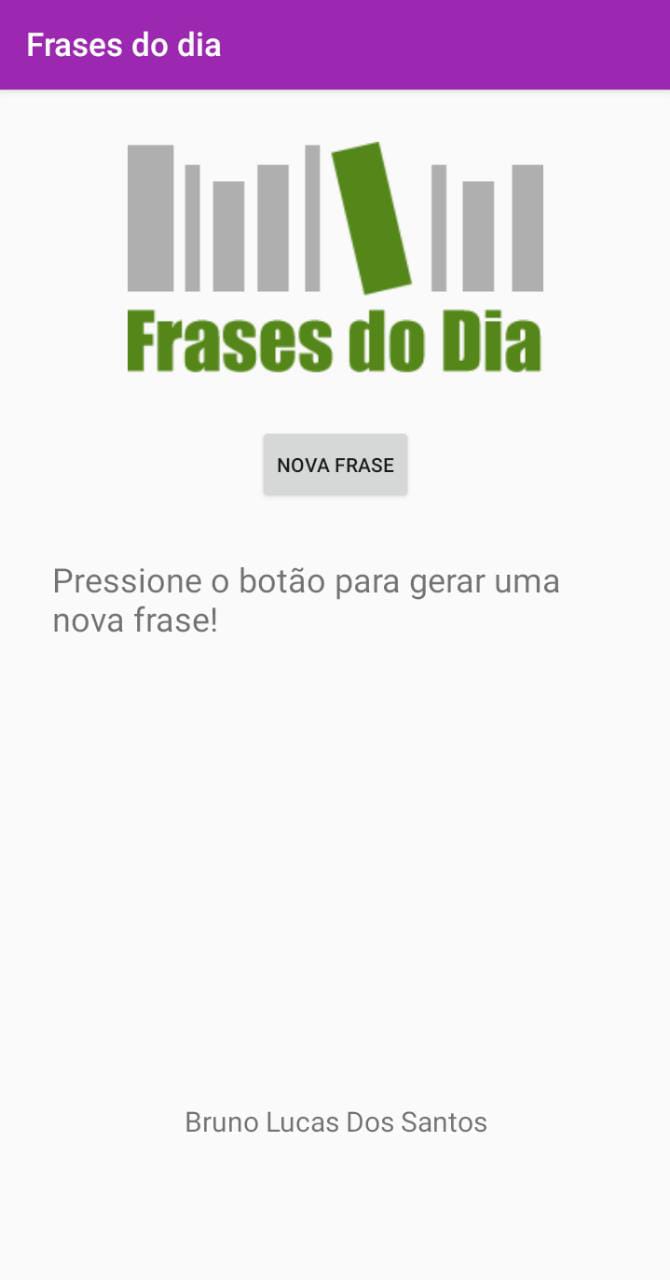 Frases do dia
Frases do Dia
NOVA FRASE
Pressione o botão para gerar uma
nova frase!
Bruno Lucas Dos Santos